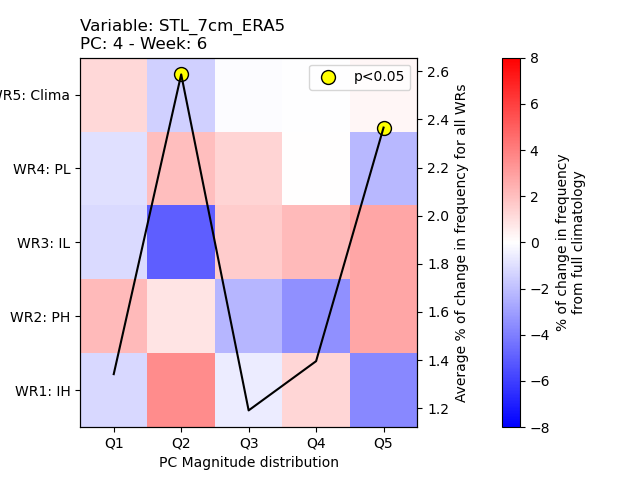 Variable: STL_7cm_ERA5
PC: 4 - Week: 6
p<0.05
WR5: Clima
WR4: PL
WR3: IL
WR2: PH
WR1: IH
Q1 Q2 Q3 Q4 Q5
PC Magnitude distribution
2.6
2.4
2.2
2.0
1.8
1.6
1.4
1.2
Average % of change in frequency for all WRs
8
6
4
2
0
−2
−4
−6
−8
% of change in frequency
from full climatology